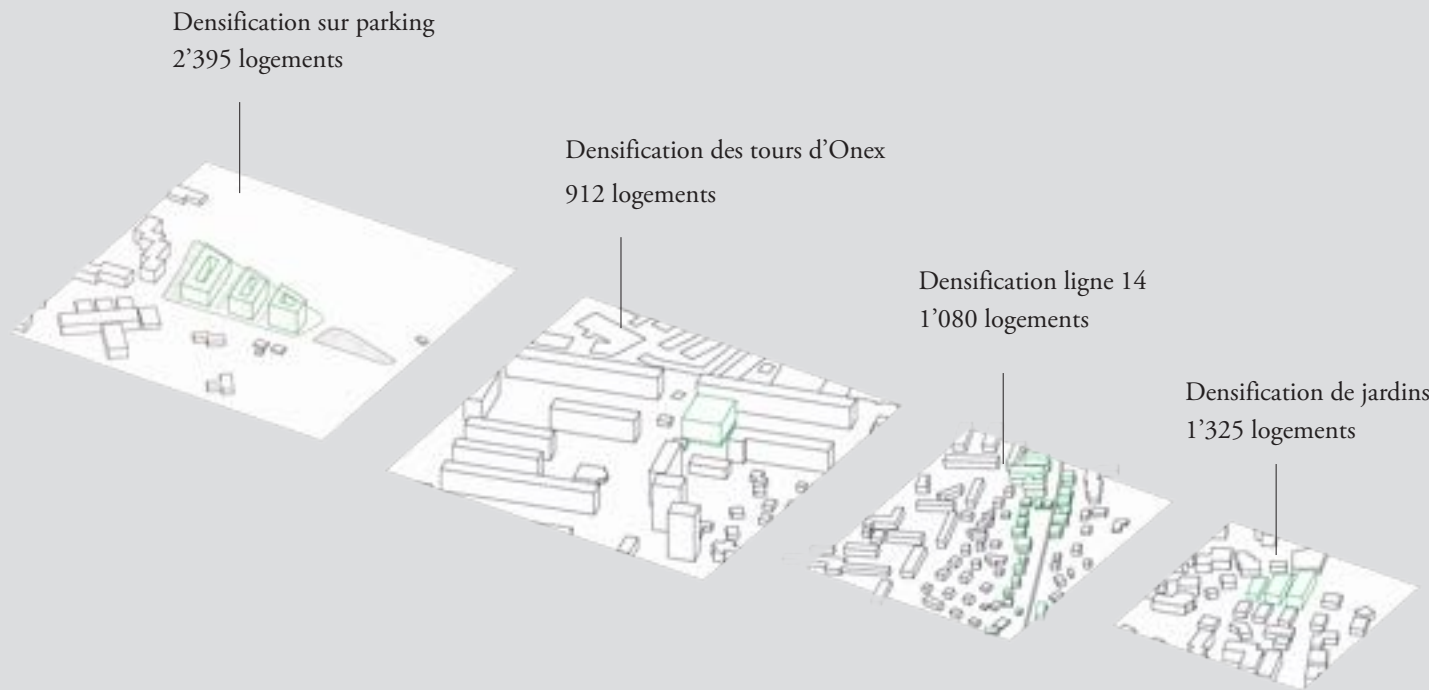 Densification sur parking
2’395 logements
Densification des tours d’Onex
912 logements
Densification ligne 14
1’080 logements
Densification de jardins
1’325 logements